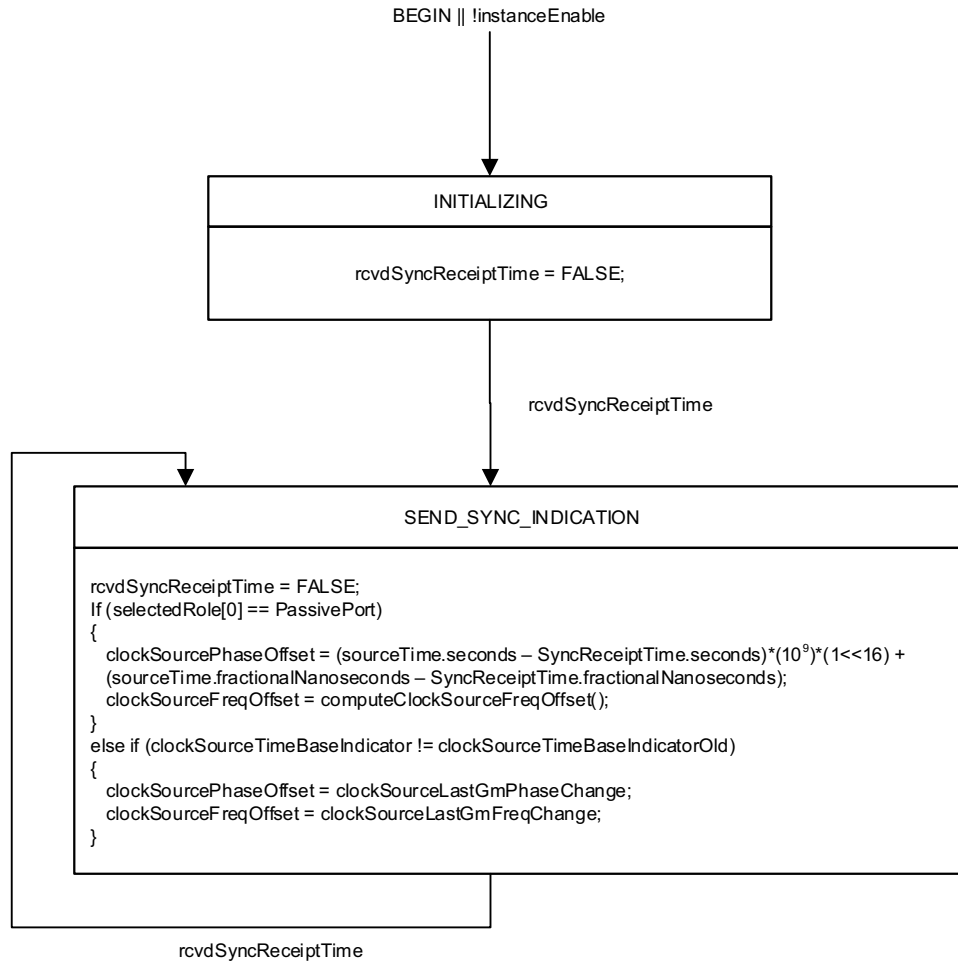 BEGIN || !instanceEnable
INITIALIZING
rcvdSyncReceiptTime = FALSE;
rcvdSyncReceiptTime
SEND_SYNC_INDICATION
rcvdSyncReceiptTime = FALSE;
If (selectedRole[0] == PassivePort)
{
clockSourcePhaseOffset = (sourceTime.seconds – SyncReceiptTime.seconds)*(10⁹)*(1<<16) +
(sourceTime.fractionalNanoseconds – SyncReceiptTime.fractionalNanoseconds);
clockSourceFreqOffset = computeClockSourceFreqOffset();
}
else if (clockSourceTimeBaseIndicator != clockSourceTimeBaseIndicatorOld)
{
clockSourcePhaseOffset = clockSourceLastGmPhaseChange;
clockSourceFreqOffset = clockSourceLastGmFreqChange;
}
rcvdSyncReceiptTime